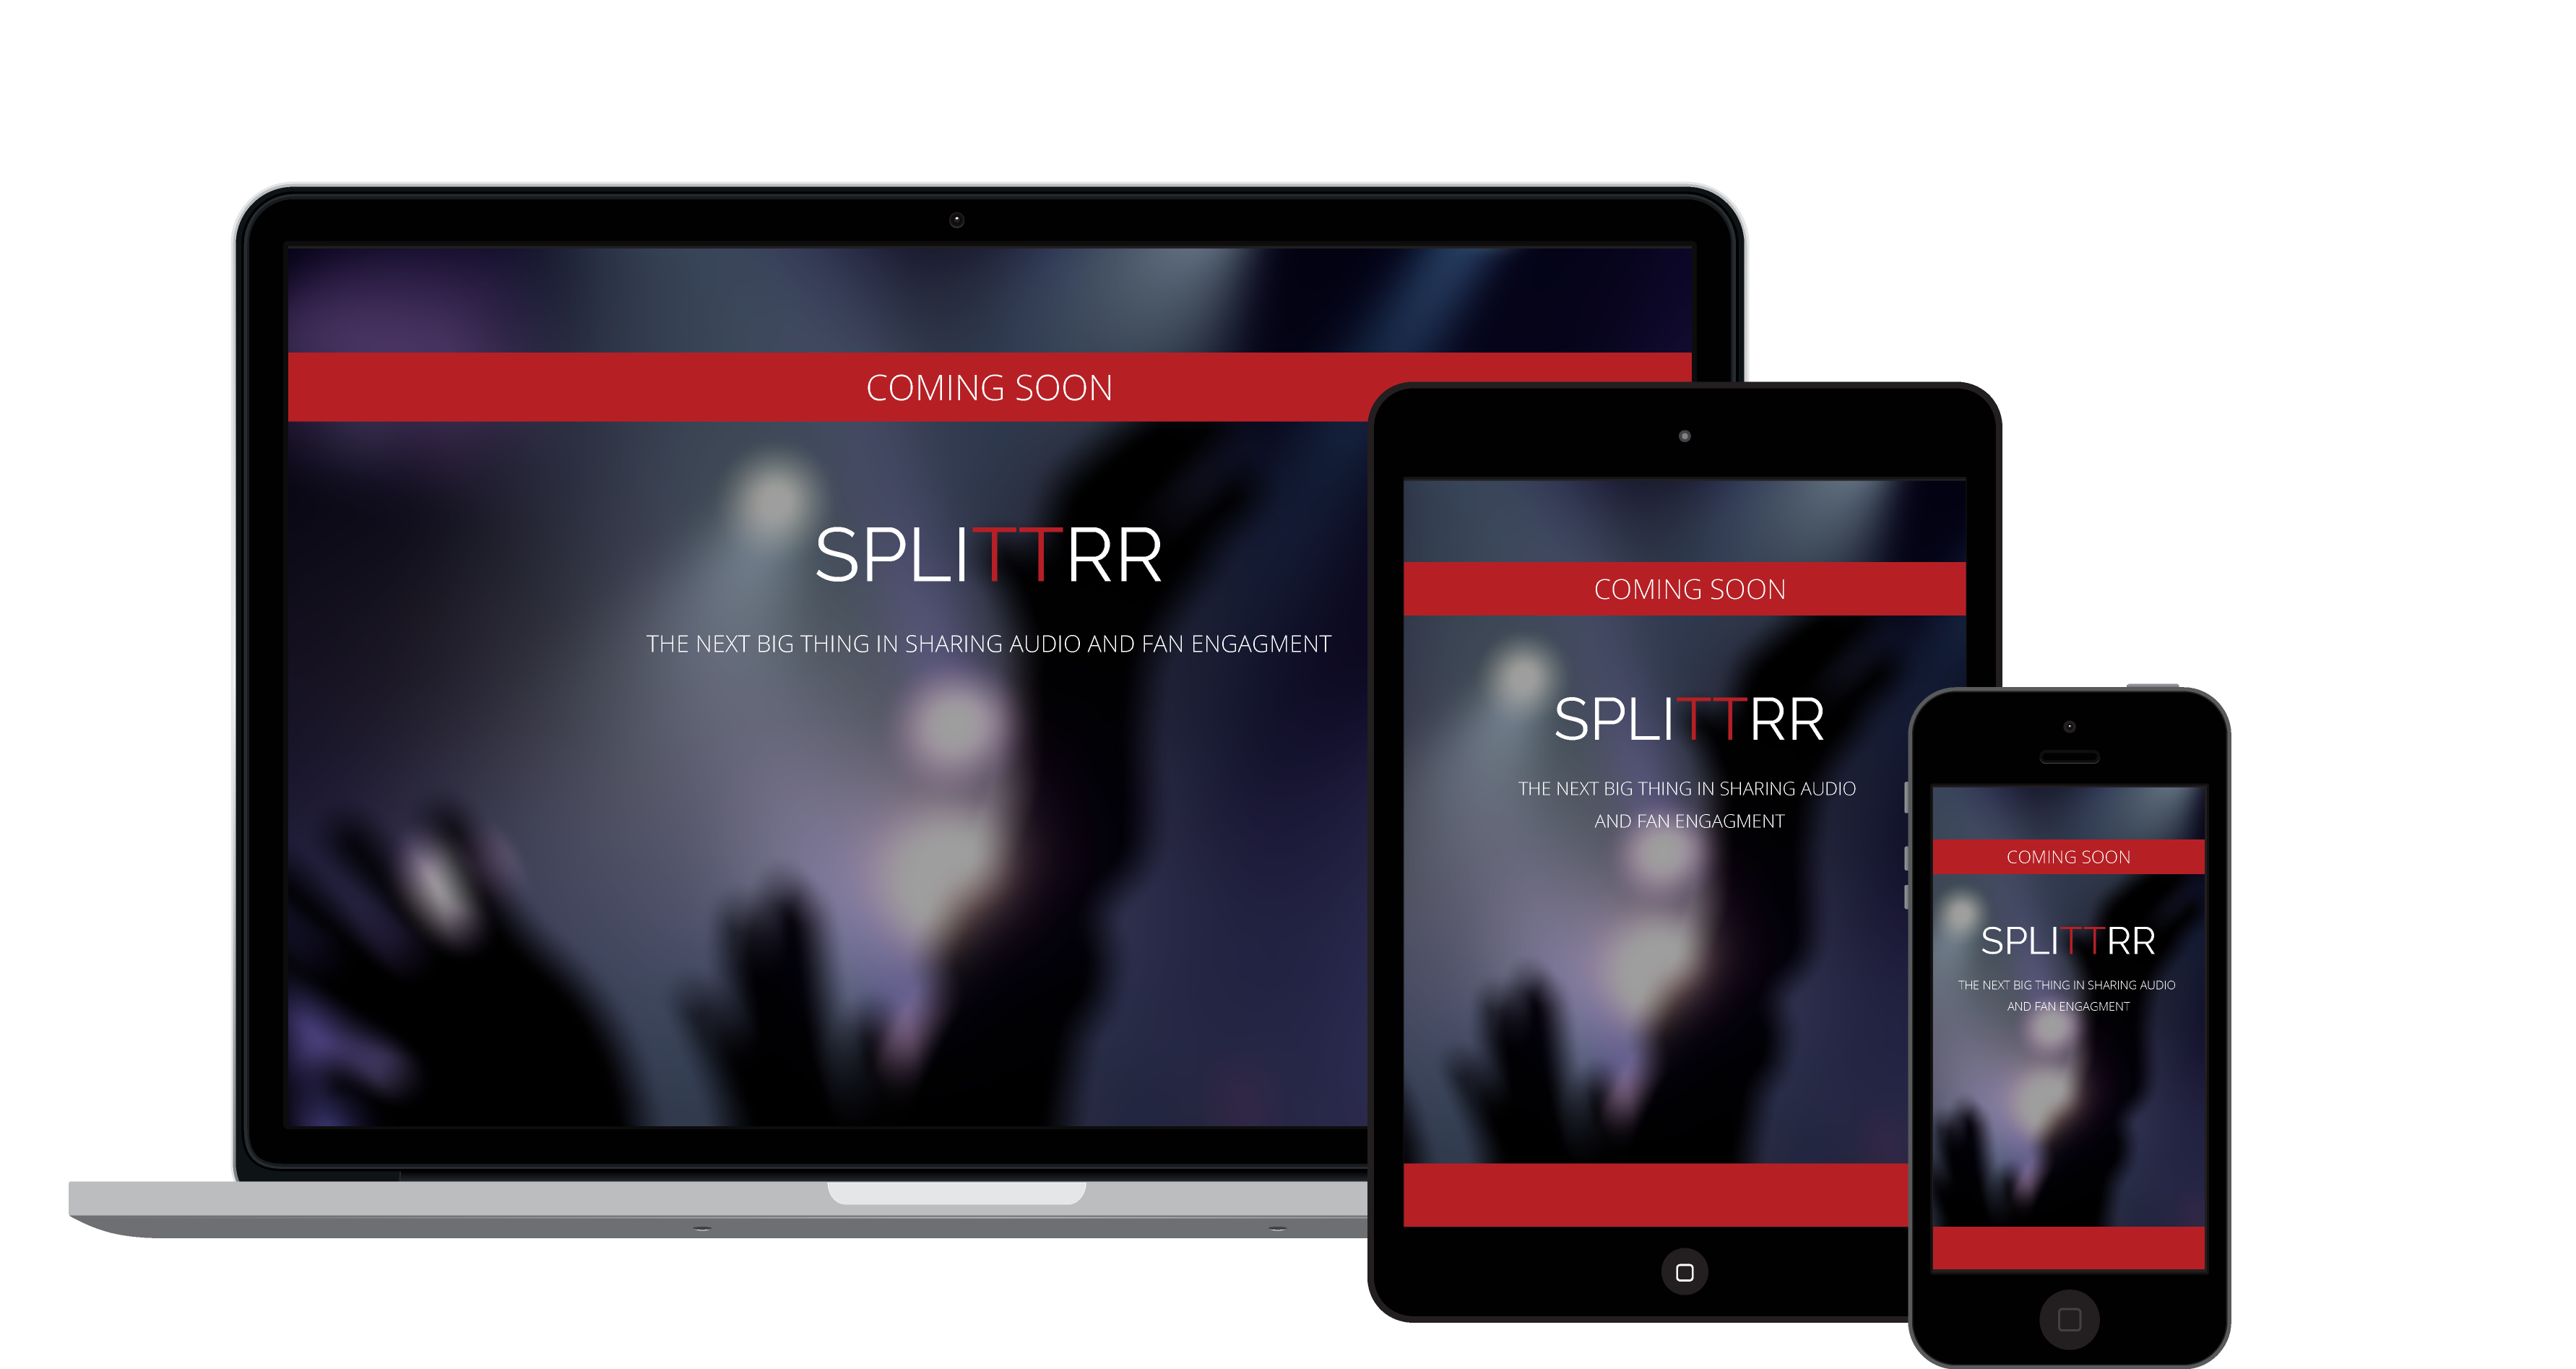 COMING SOON
SPLITTRR
THE NEXT BIG THING IN SHARING AUDIO AND FAN ENGAGMENT
COMING SOON
SPLITTRR
THE NEXT BIG THING IN SHARING AUDIO
AND FAN ENGAGMENT
COMING SOON
SPLITTRR
THE NEXT BIG THING IN SHARING AUDIO
AND FAN ENGAGMENT